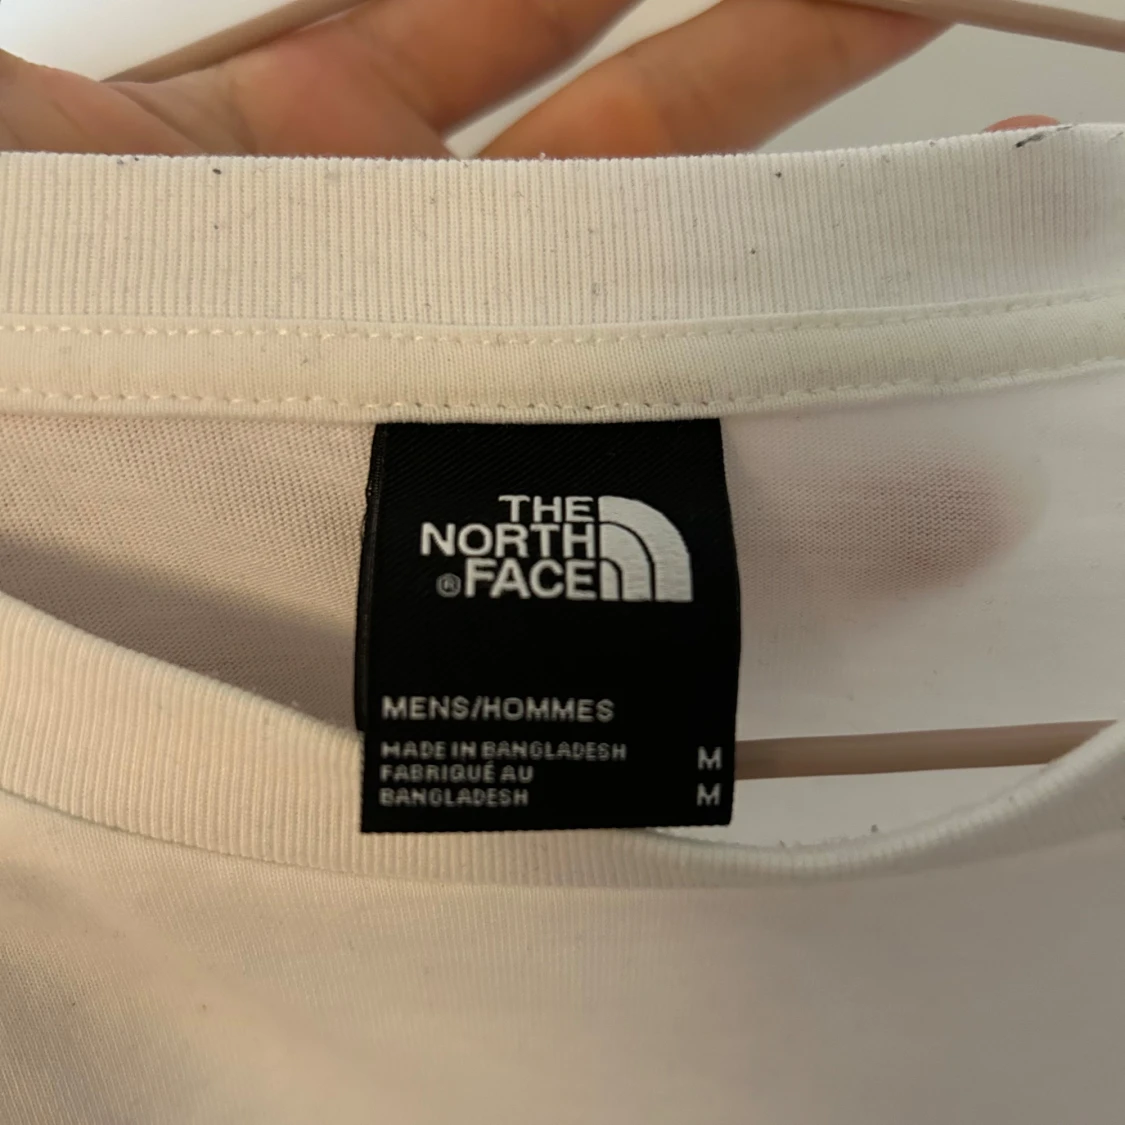 THE
NORTH
® FACE
MENS/HOMMES
MADE IN BANGLADESH M
FABRIQUÉ AU
BANGLADESH M